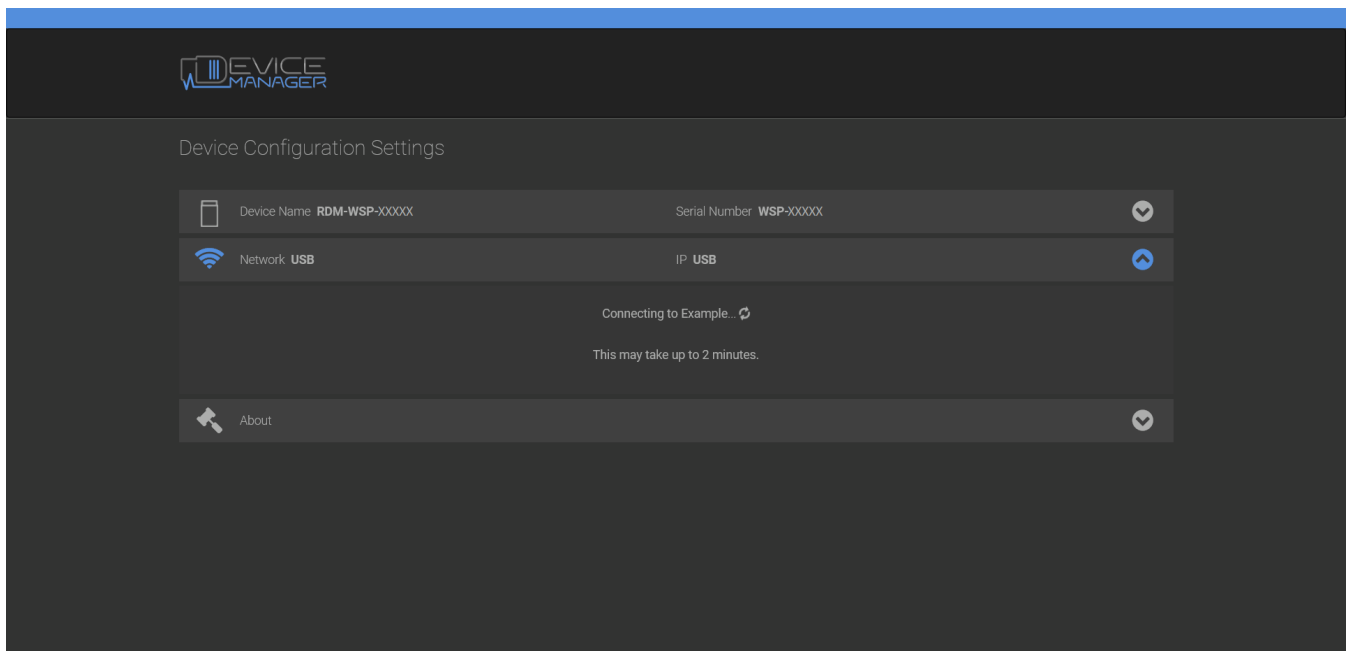 DEVICE
MANAGER
Device Configuration Settings
Device Name RDM-WSP-XXXXX Serial Number WSP-XXXXX
Network USB IP USB
Connecting to Example...
This may take up to 2 minutes.
About